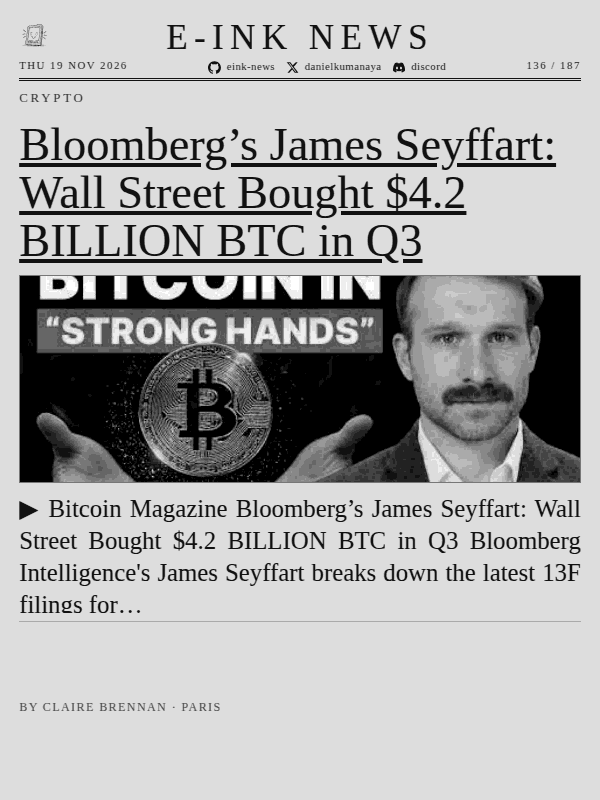 E-INK NEWS
THU 19 NOV 2026
eink-news danielkumanaya discord
136 / 187
CRYPTO
Bloomberg’s James Seyffart:
Wall Street Bought $4.2
BILLION BTC in Q3
BITCOIN IN
“STRONG HANDS”
▶ Bitcoin Magazine Bloomberg’s James Seyffart: Wall
Street Bought $4.2 BILLION BTC in Q3 Bloomberg
Intelligence's James Seyffart breaks down the latest 13F
filings for…
BY CLAIRE BRENNAN · PARIS